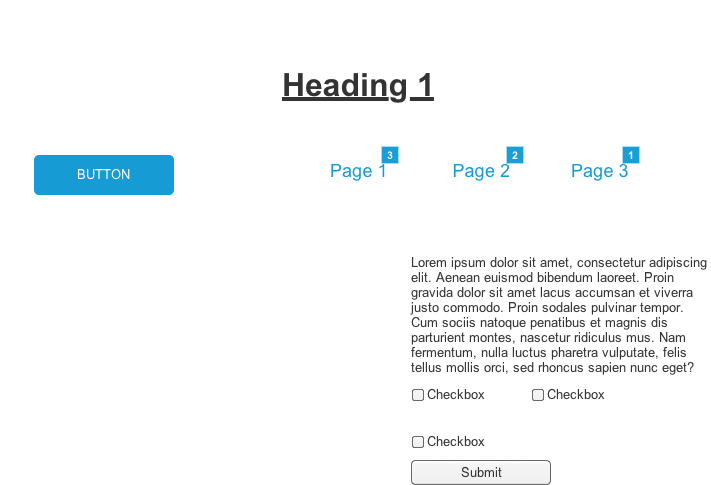 Heading 1
BUTTON
3
Page 1
2
Page 2
1
Page 3
Lorem ipsum dolor sit amet, consectetur adipiscing
elit. Aenean euismod bibendum laoreet. Proin
gravida dolor sit amet lacus accumsan et viverra
justo commodo. Proin sodales pulvinar tempor.
Cum sociis natoque penatibus et magnis dis
parturient montes, nascetur ridiculus mus. Nam
fermentum, nulla luctus pharetra vulputate, felis
tellus mollis orci, sed rhoncus sapien nunc eget?
Checkbox
Checkbox
Checkbox
Submit